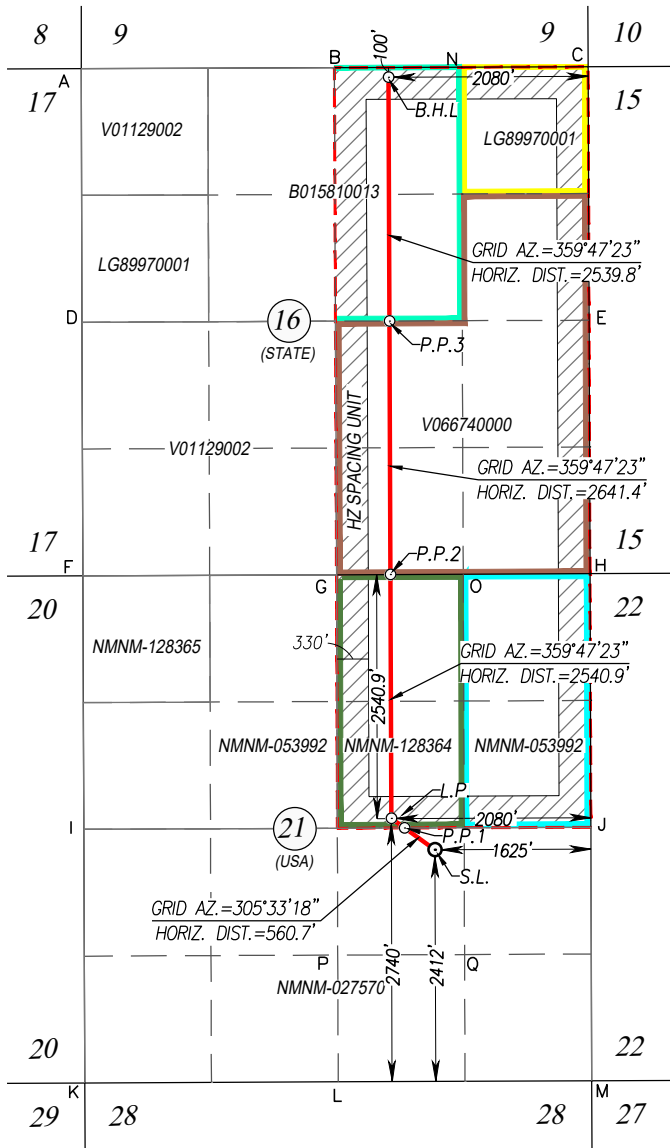 8
9
9
10
B
100'
N
C
A
17
2080'
15
B.H.L
V01129002
LG89970001
B015810013
GRID AZ.=359°47'23"
HORIZ. DIST.=2539.8'
LG89970001
D
16
(STATE)
P.P.3
E
HZ SPACING UNIT
V066740000
V01129002
GRID AZ.=359°47'23"
HORIZ. DIST.=2641.4'
17
15
F
P.P.2
H
20
G
O
22
NMNM-128365
330'
2540.9'
GRID AZ.=359°47'23"
HORIZ. DIST.=2540.9'
NMNM-053992
NMNM-128364
NMNM-053992
L.P
2080'
I
21
(USA)
P.P.1
J
1625'
S.L.
GRID AZ.=305°33'18"
HORIZ. DIST.=560.7'
2740'
2412'
P
Q
NMNM-027570
20
22
K
L
M
29
28
28
27